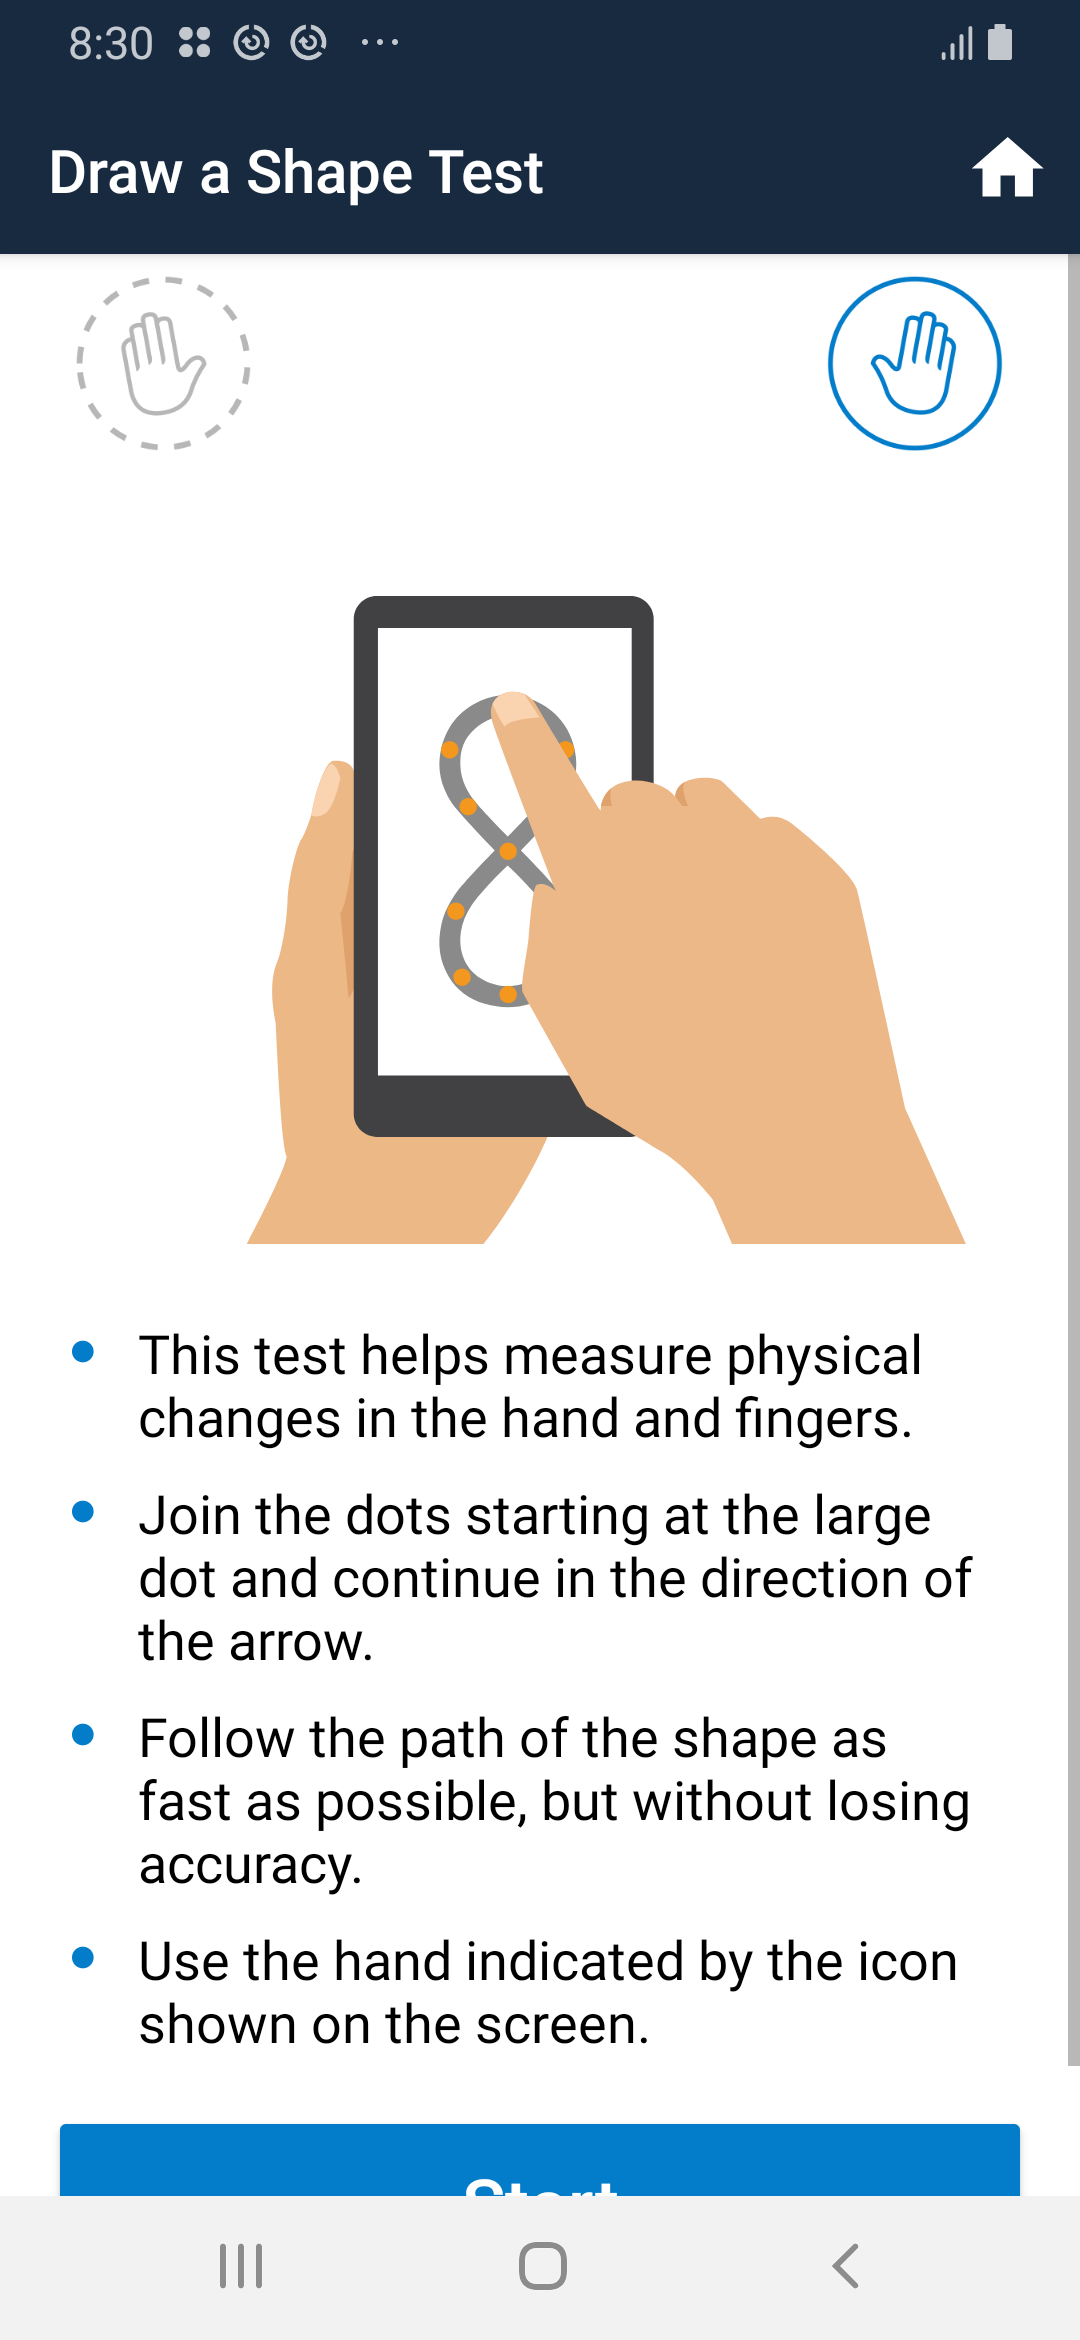 8:30
Draw a Shape Test
This test helps measure physical
changes in the hand and fingers.
Join the dots starting at the large
dot and continue in the direction of
the arrow.
Follow the path of the shape as
fast as possible, but without losing
accuracy.
Use the hand indicated by the icon
shown on the screen.
Start